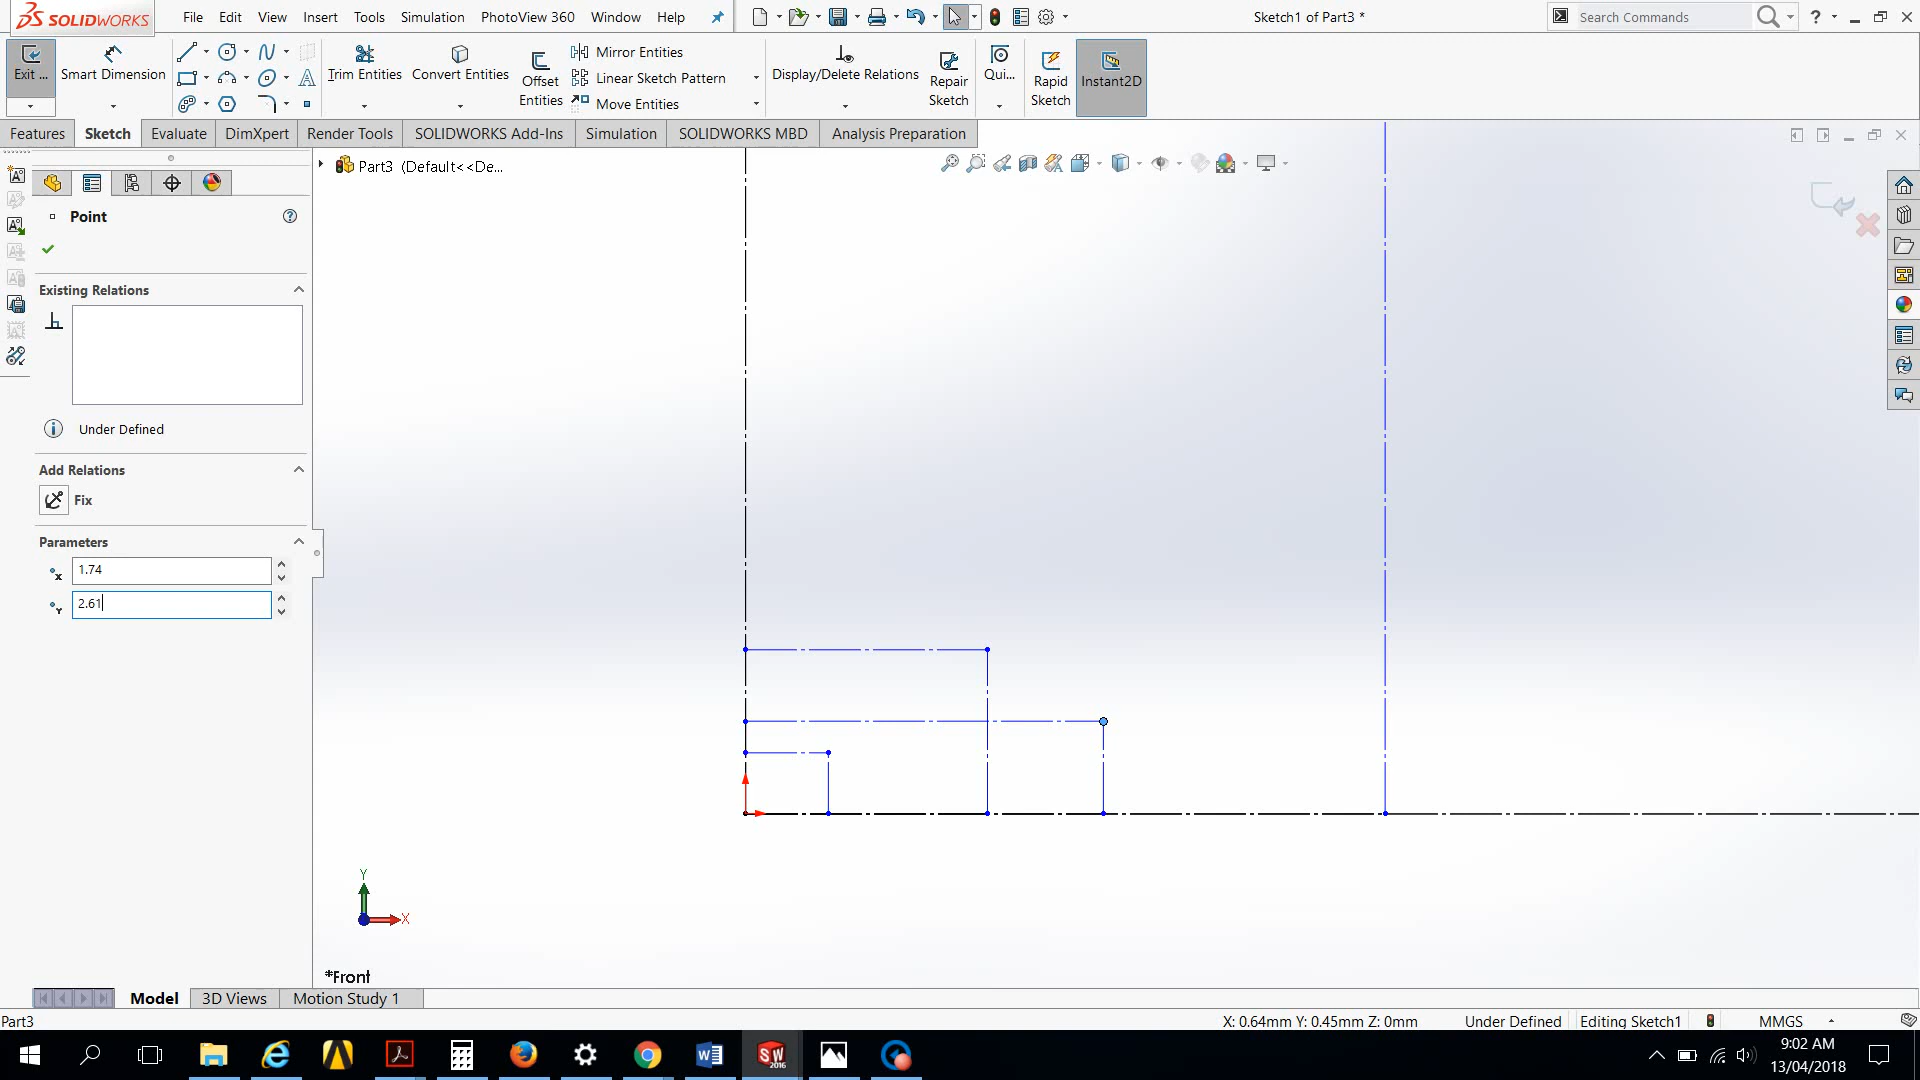 SOLIDWORKS File Edit View Insert Tools Simulation PhotoView 360 Window Help Sketch1 of Part3 * Search Commands
Exit ... Smart Dimension Trim Entities Convert Entities Offset Entities Mirror Entities Linear Sketch Pattern Move Entities Display/Delete Relations Repair Sketch Qui... Rapid Sketch Instant2D
Features Sketch Evaluate DimXpert Render Tools SOLIDWORKS Add-Ins Simulation SOLIDWORKS MBD Analysis Preparation
Part3 (Default<<De...
Point
Existing Relations
Under Defined
Add Relations
Fix
Parameters
X 1.74
Y 2.61
Y
X
*Front
Model 3D Views Motion Study 1
Part3 X: 0.64mm Y: 0.45mm Z: 0mm Under Defined Editing Sketch1 MMGS
SW 2016
9:02 AM
13/04/2018